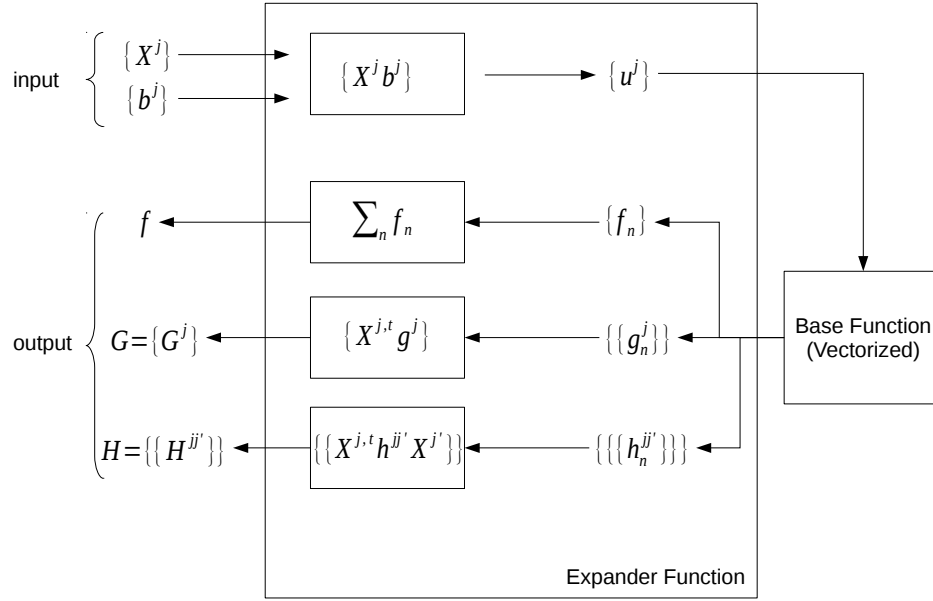 input
{X^j}
{b^j}
{X^j b^j}
{u^j}
f
∑_n f_n
{f_n}
output
G={G^j}
{X^{j,t} g^j}
{{g_n^j}}
Base Function
(Vectorized)
H={{H^{jj'}}}
{{X^{j,t} h^{jj'} X^{j'}}}
{{{h_n^{jj'}}}}
Expander Function